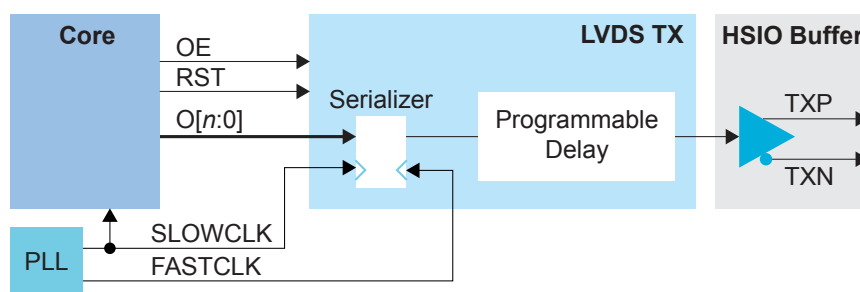 Core
LVDS TX
HSIO Buffer
OE
RST
O[n:0]
Serializer
Programmable
Delay
TXP
TXN
SLOWCLK
FASTCLK
PLL